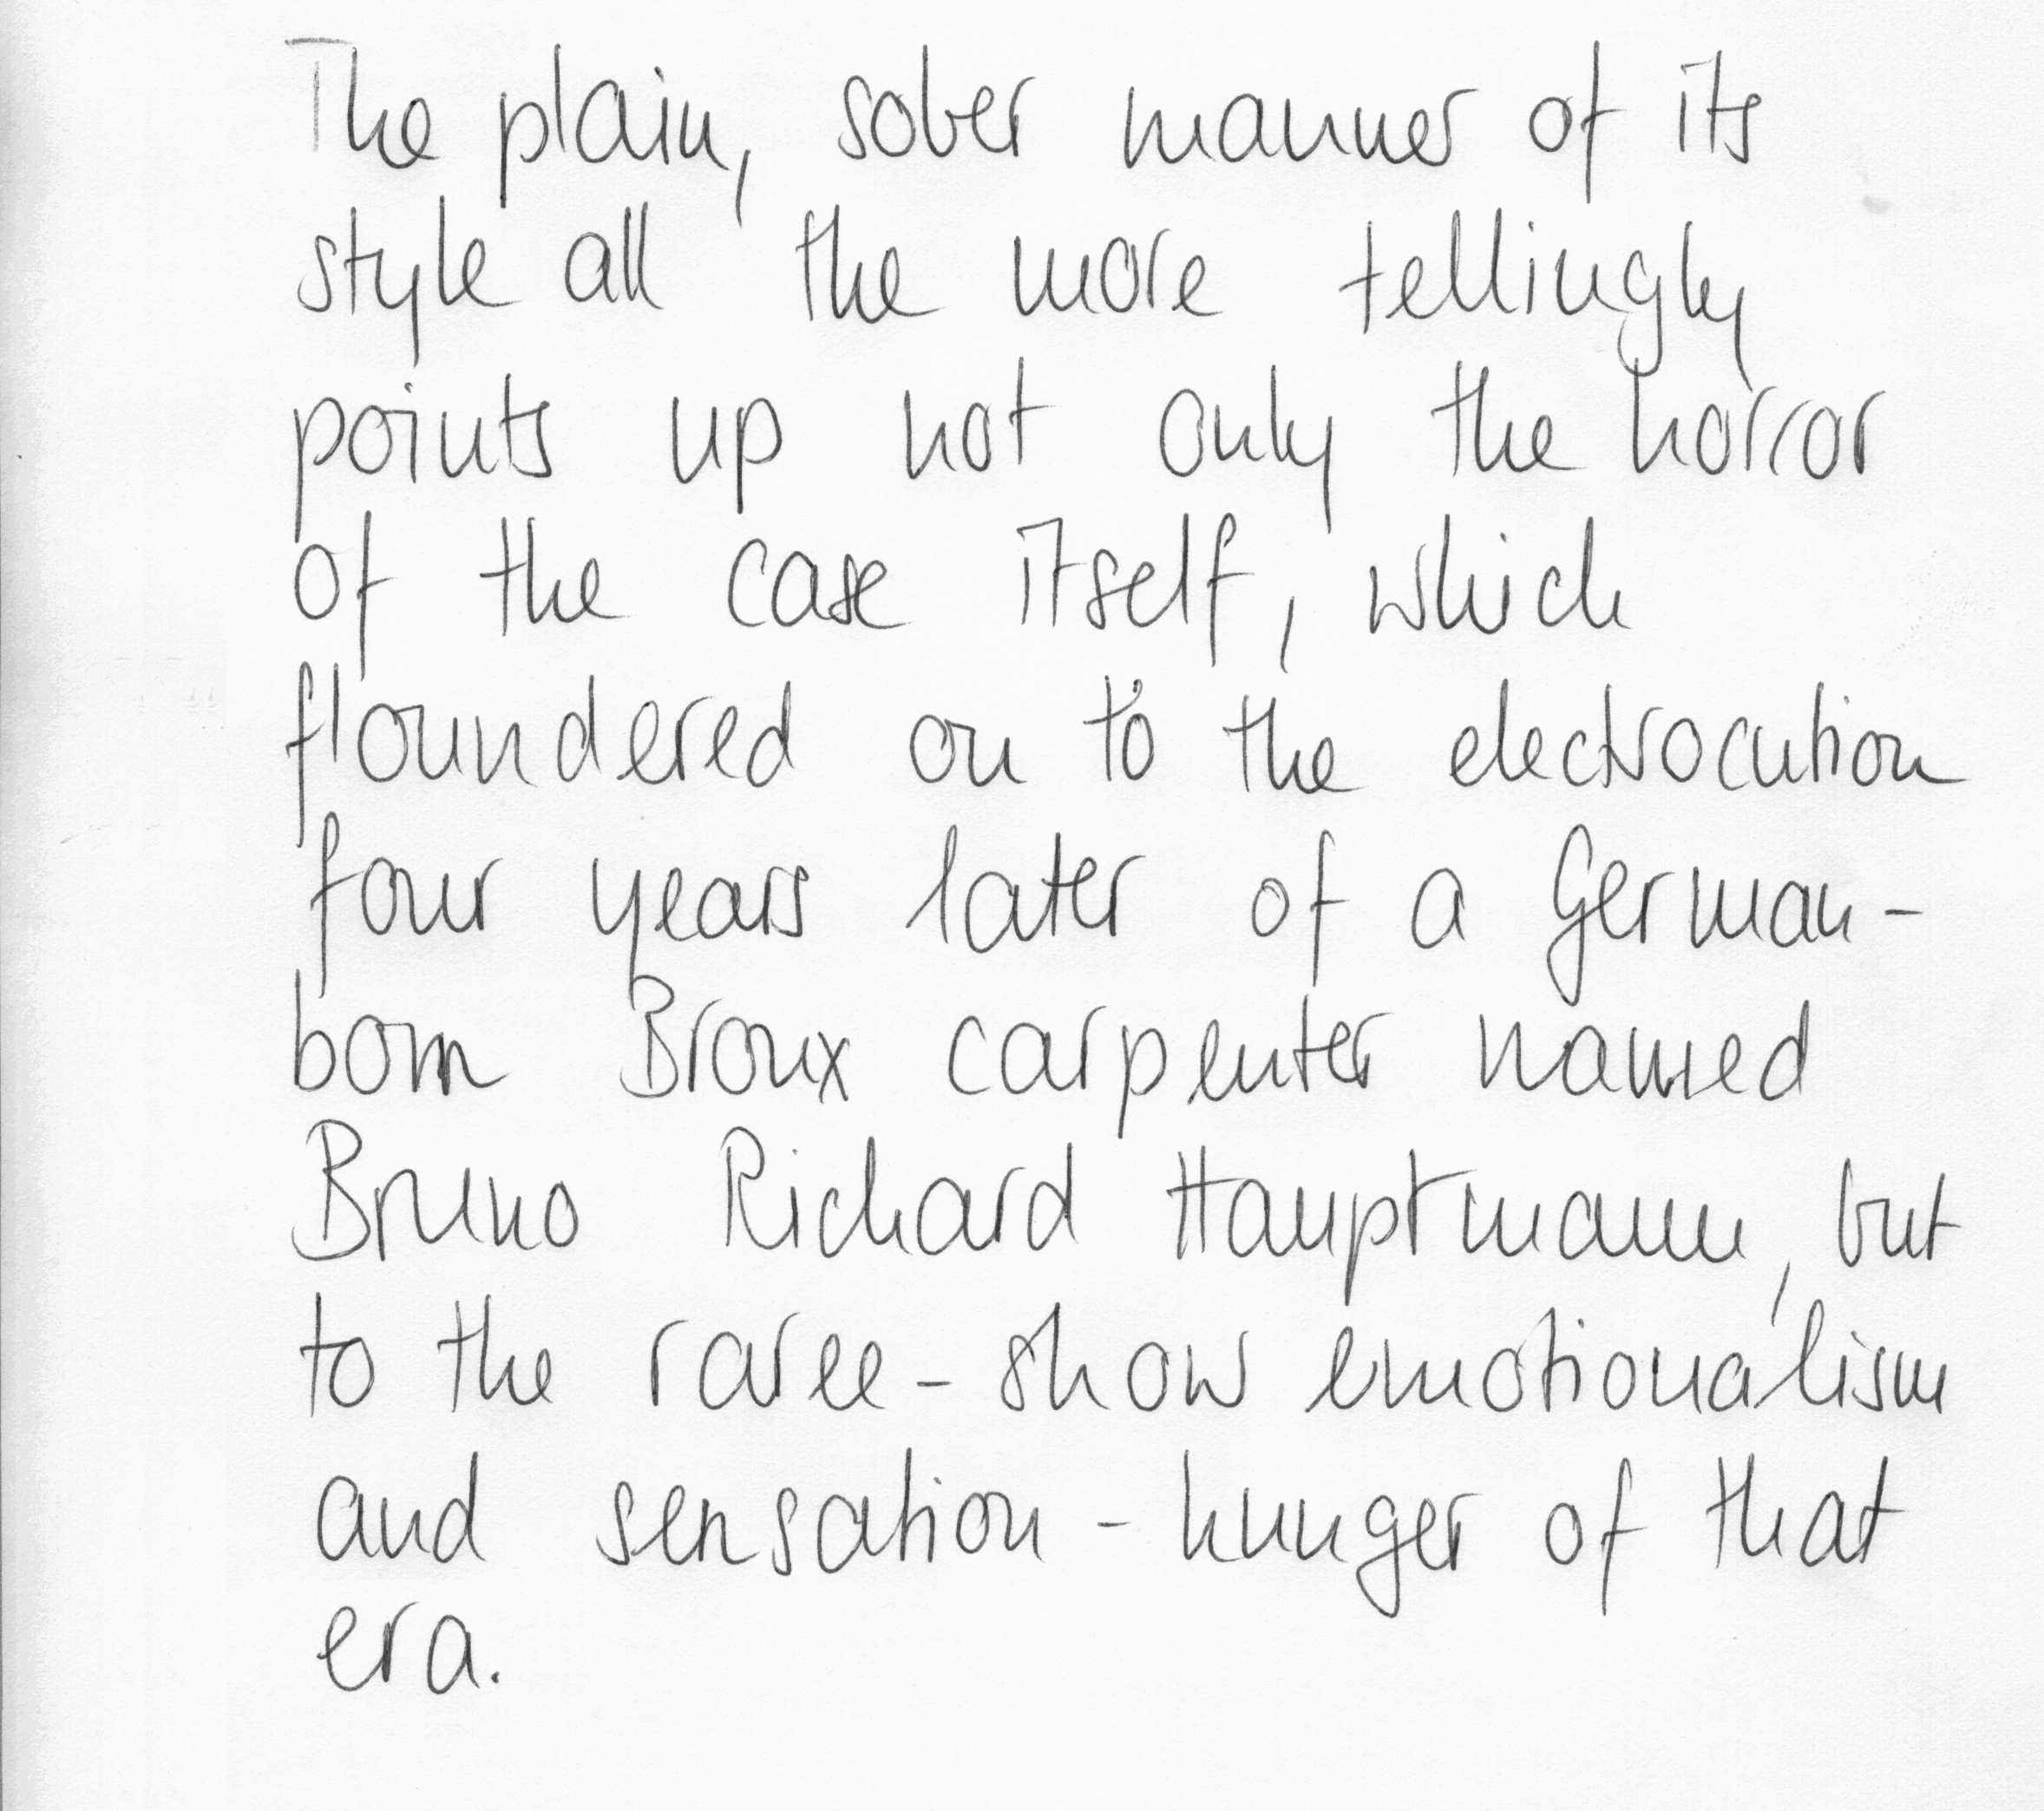 The plain, sober manner of its
style all the more tellingly
points up not only the horror
of the case itself, which
floundered on to the electrocution
four years later of a German-
born Bronx carpenter named
Bruno Richard Hauptmann, but
to the raree-show emotionalism
and sensation-hunger of that
era.